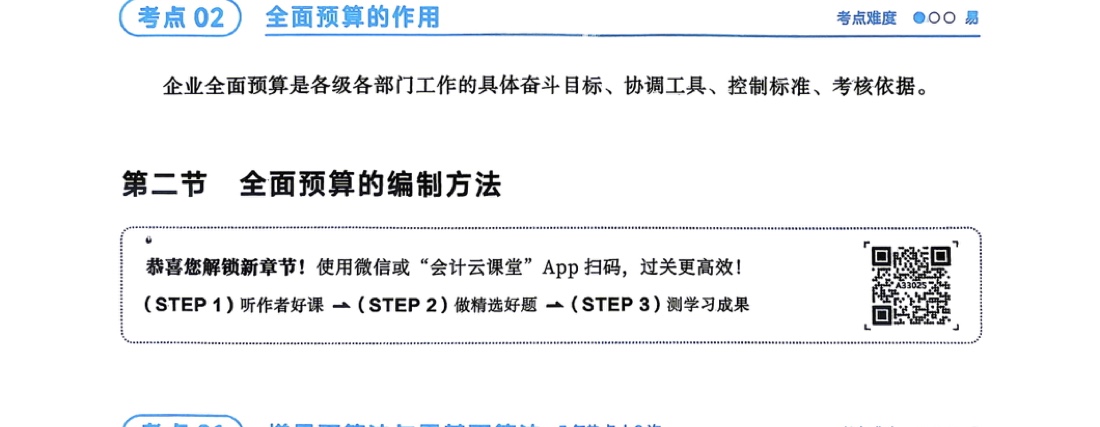 考点 02 全面预算的作用 考点难度 易
企业全面预算是各级各部门工作的具体奋斗目标、协调工具、控制标准、考核依据。
第二节 全面预算的编制方法
恭喜您解锁新章节！使用微信或“会计云课堂”App 扫码，过关更高效！
（STEP 1）听作者好课 （STEP 2）做精选好题 （STEP 3）测学习成果
A33025